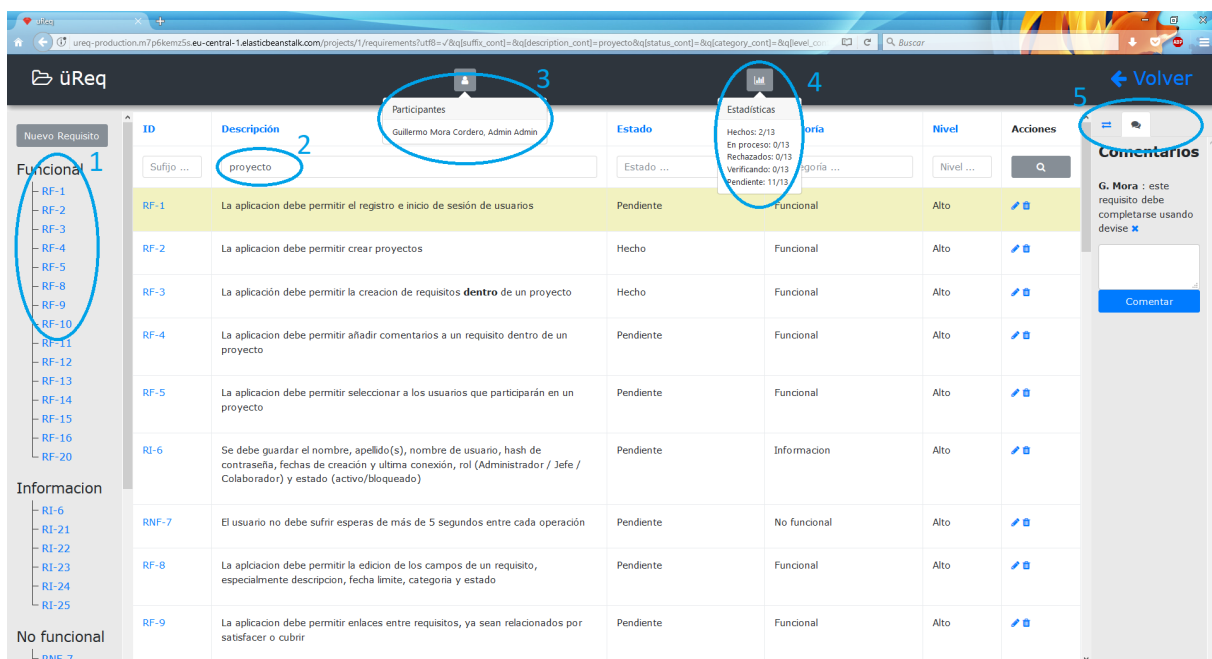 üReq
ureq-production.m7p6kemz5s.eu-central-1.elasticbeanstalk.com/projects/1/requirements?utf8=✓&q[suffix_cont]=&q[description_cont]=proyecto&q[status_cont]=&q[category_cont]=&q[level_con
Buscar
üReq
3
4
Volver
5
Participantes
Guillermo Mora Cordero, Admin Admin
Estadísticas
Hechos: 2/13
En proceso: 0/13
Rechazados: 0/13
Verificando: 0/13
Pendiente: 11/13
Nuevo Requisito
1
Funcional
RF-1
RF-2
RF-3
RF-4
RF-5
RF-8
RF-9
RF-10
RF-11
RF-12
RF-13
RF-14
RF-15
RF-16
RF-20
Informacion
RI-6
RI-21
RI-22
RI-23
RI-24
RI-25
No funcional
RNF-7
ID Descripción Estado oría Nivel Acciones
2
Sufijo ... proyecto Estado ... egoría ... Nivel ...
RF-1 La aplicacion debe permitir el registro e inicio de sesión de usuarios Pendiente Funcional Alto
RF-2 La aplicacion debe permitir crear proyectos Hecho Funcional Alto
RF-3 La aplicación debe permitir la creacion de requisitos dentro de un proyecto Hecho Funcional Alto
RF-4 La aplicacion debe permitir añadir comentarios a un requisito dentro de un Pendiente Funcional Alto
proyecto
RF-5 La aplicacion debe permitir seleccionar a los usuarios que participarán en un Pendiente Funcional Alto
proyecto
RI-6 Se debe guardar el nombre, apellido(s), nombre de usuario, hash de Pendiente Informacion Alto
contraseña, fechas de creación y ultima conexión, rol (Administrador / Jefe /
Colaborador) y estado (activo/bloqueado)
RNF-7 El usuario no debe sufrir esperas de más de 5 segundos entre cada operación Pendiente No funcional Alto
RF-8 La aplciacion debe permitir la edicion de los campos de un requisito, Pendiente Funcional Alto
especialmente descripcion, fecha limite, categoria y estado
RF-9 La aplicacion debe permitir enlaces entre requisitos, ya sean relacionados por Pendiente Funcional Alto
satisfacer o cubrir
Comentarios
G. Mora : este
requisito debe
completarse usando
devise
Comentar